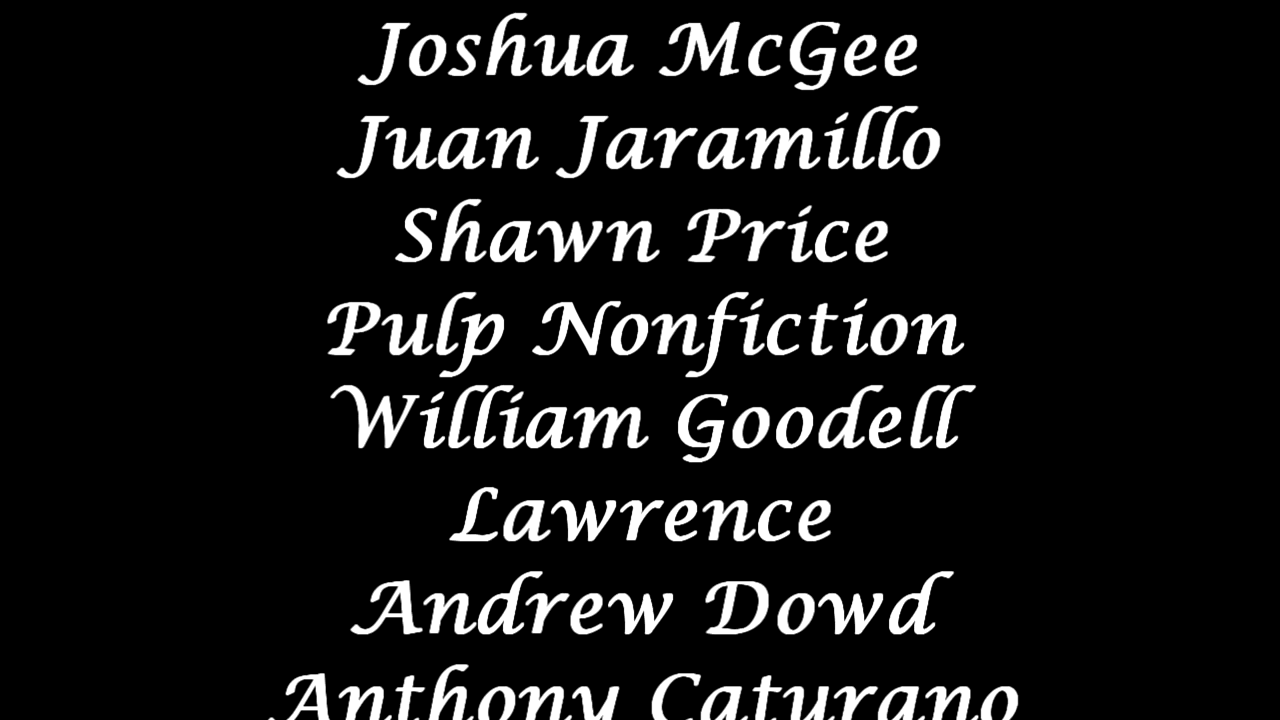 Joshua McGee
Juan Jaramillo
Shawn Price
Pulp Nonfiction
William Goodell
Lawrence
Andrew Dowd
Anthony Caturano